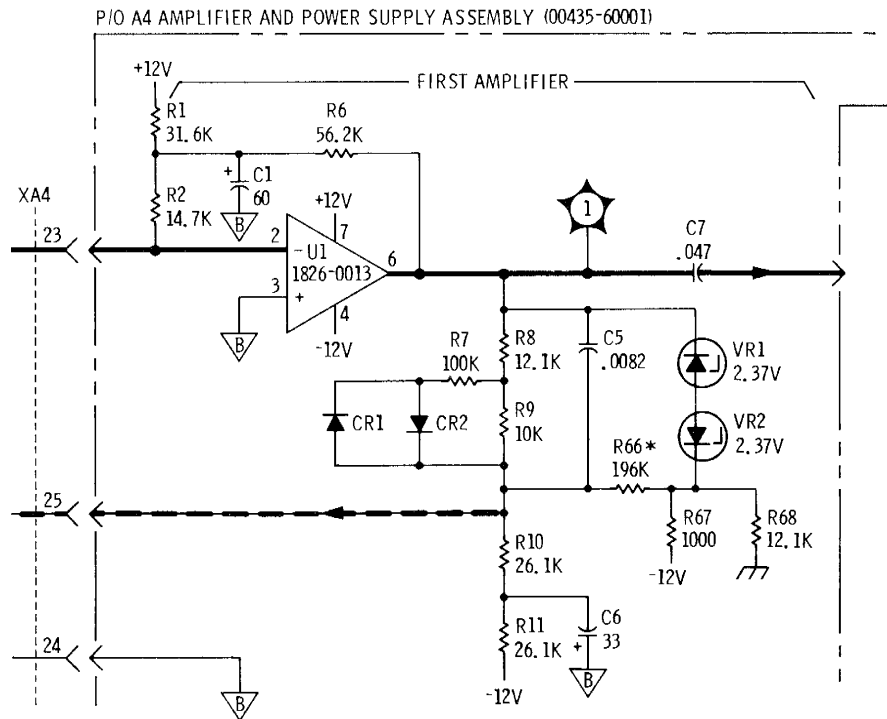 P/O A4 AMPLIFIER AND POWER SUPPLY ASSEMBLY (00435-60001)
+12V
FIRST AMPLIFIER
R1
31.6K
R6
56.2K
XA4
+
C1
60
B
R2
14.7K
+12V
1
C7
.047
23
2
-
U1
7
1826-0013
6
3
+
4
B
-12V
R7
100K
R8
12.1K
C5
.0082
VR1
2.37V
CR1
CR2
R9
10K
VR2
2.37V
R66*
196K
25
R67
1000
R68
12.1K
R10
26.1K
-12V
R11
26.1K
C6
+ 33
24
B
B
-12V